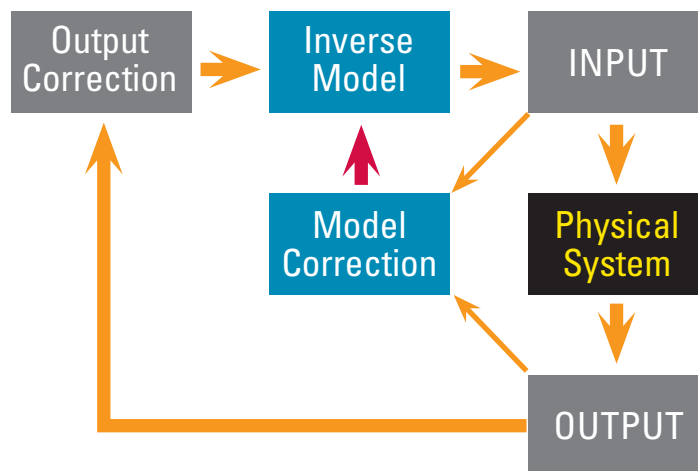 Output
Correction
Inverse
Model
INPUT
Model
Correction
Physical
System
OUTPUT